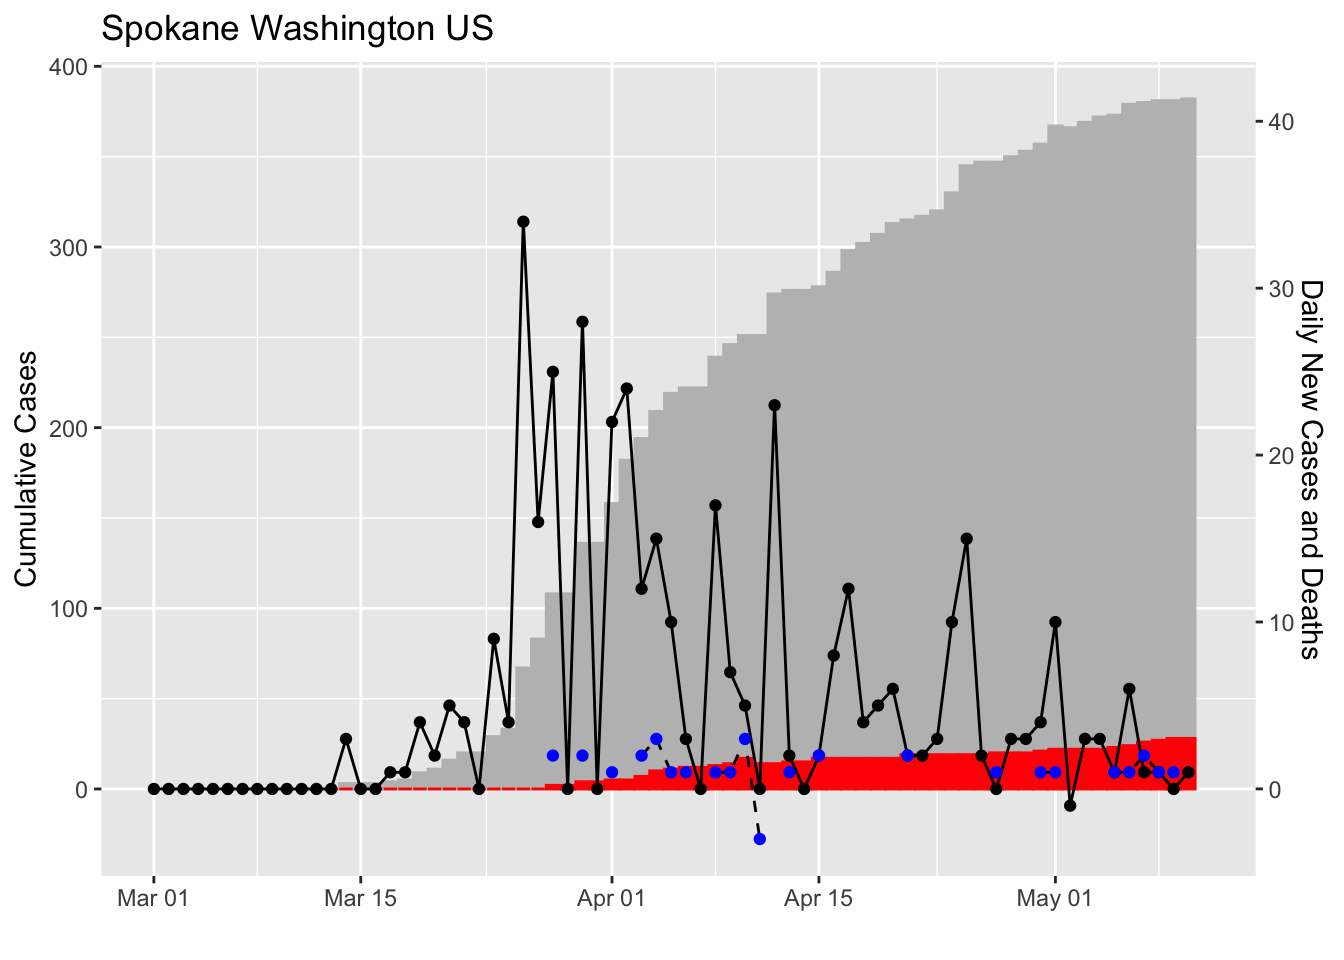 Spokane Washington US
400
300
200
100
0
Cumulative Cases
40
30
20
10
0
Daily New Cases and Deaths
Mar 01
Mar 15
Apr 01
Apr 15
May 01